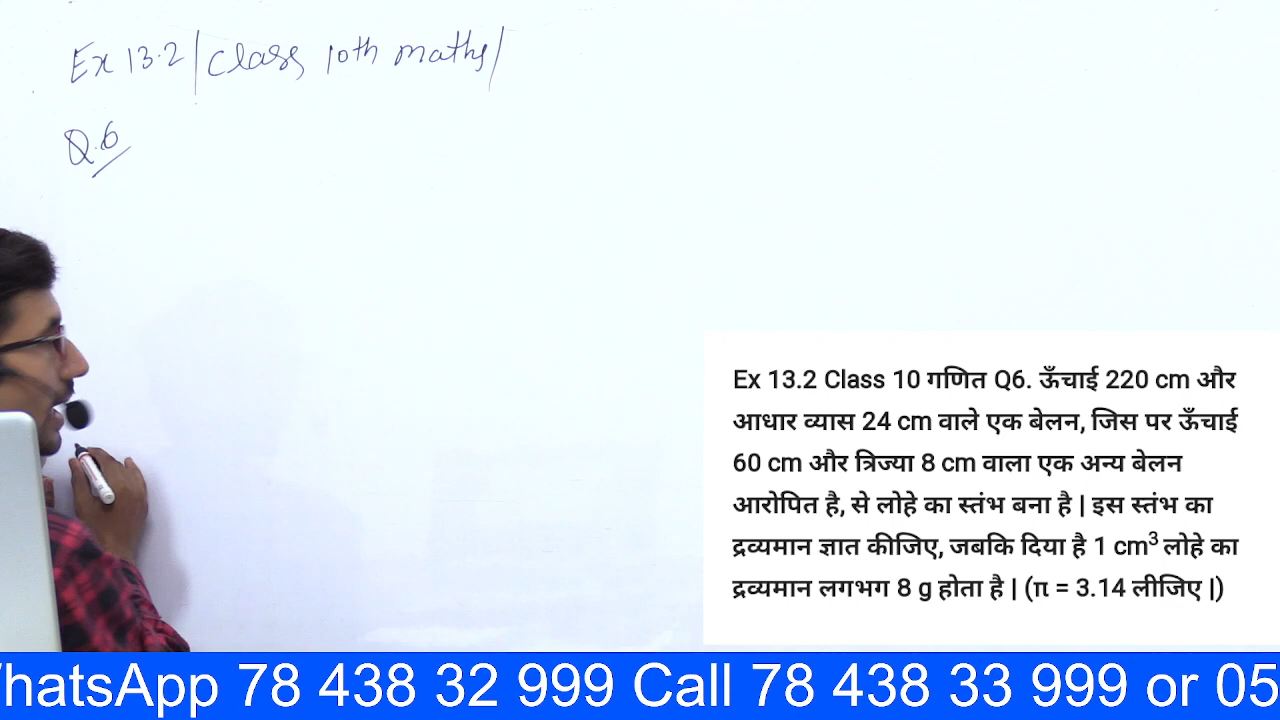 Ex 13.2 | Class 10th maths |
Q.6
Ex 13.2 Class 10 गणित Q6. ऊँचाई 220 cm और
आधार व्यास 24 cm वाले एक बेलन, जिस पर ऊँचाई
60 cm और त्रिज्या 8 cm वाला एक अन्य बेलन
आरोपित है, से लोहे का स्तंभ बना है | इस स्तंभ का
द्रव्यमान ज्ञात कीजिए, जबकि दिया है 1 cm³ लोहे का
द्रव्यमान लगभग 8 g होता है | (π = 3.14 लीजिए |)
hatsApp 78 438 32 999 Call 78 438 33 999 or 05